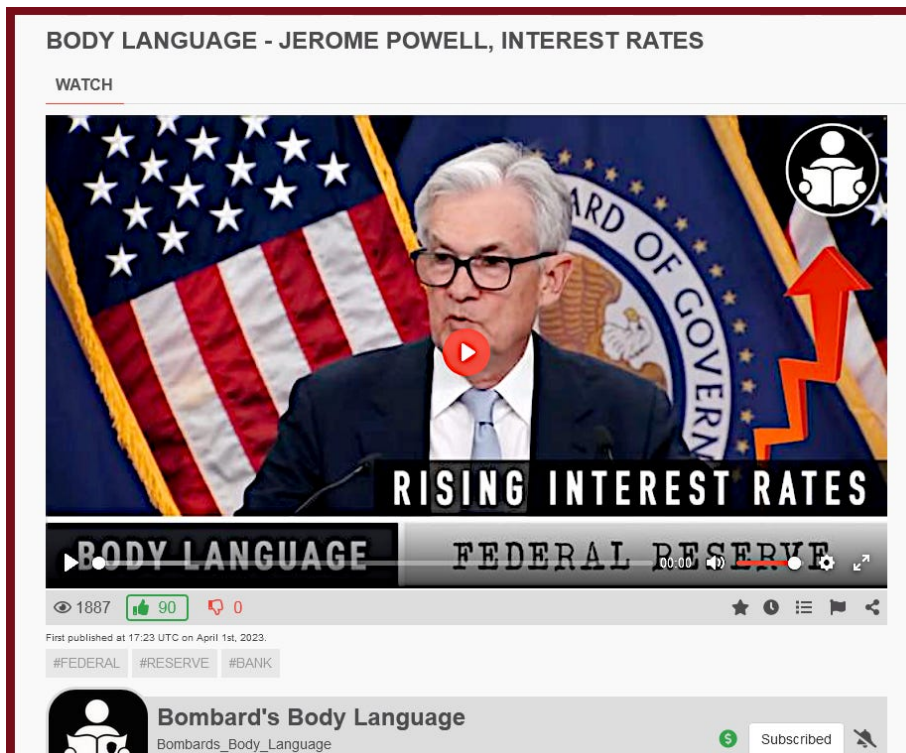 BODY LANGUAGE - JEROME POWELL, INTEREST RATES
WATCH
ARD OF GOVERN
RISING INTEREST RATES
BODY LANGUAGE
FEDERAL RESERVE
00:00
1887
90
0
First published at 17:23 UTC on April 1st, 2023.
#FEDERAL #RESERVE #BANK
Bombard's Body Language
Bombards_Body_Language
Subscribed